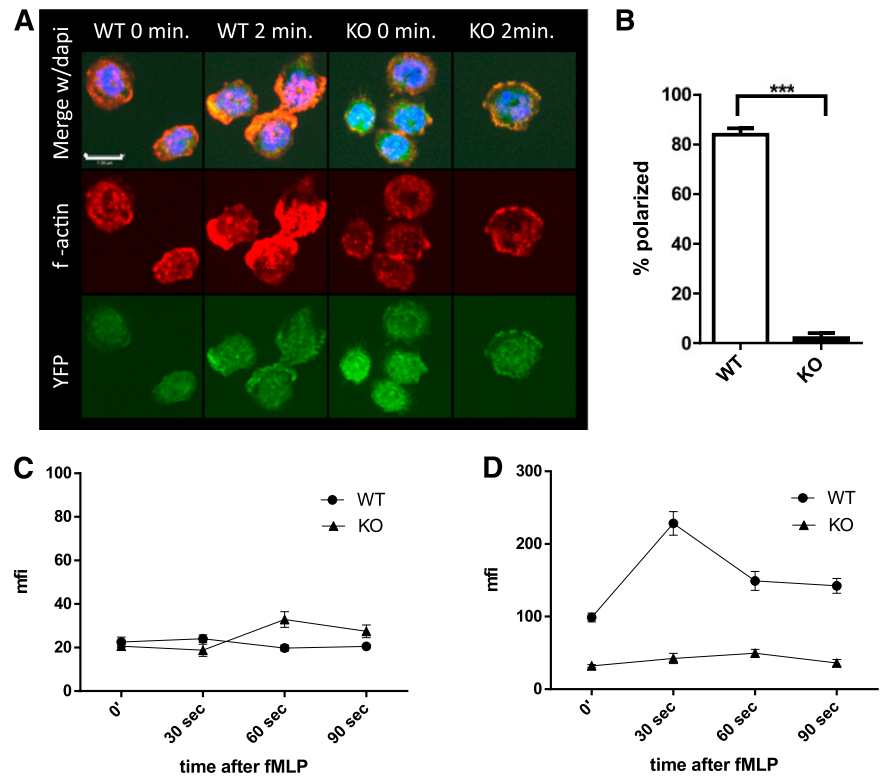 A
WT 0 min. WT 2 min. KO 0 min. KO 2min.
Merge w/dapi
f -actin
YFP
B
***
% polarized
100
80
60
40
20
0
WT
KO
C
mfi
100
80
60
40
20
0
WT
KO
0' 30 sec 60 sec 90 sec
time after fMLP
D
mfi
300
200
100
0
WT
KO
0' 30 sec 60 sec 90 sec
time after fMLP